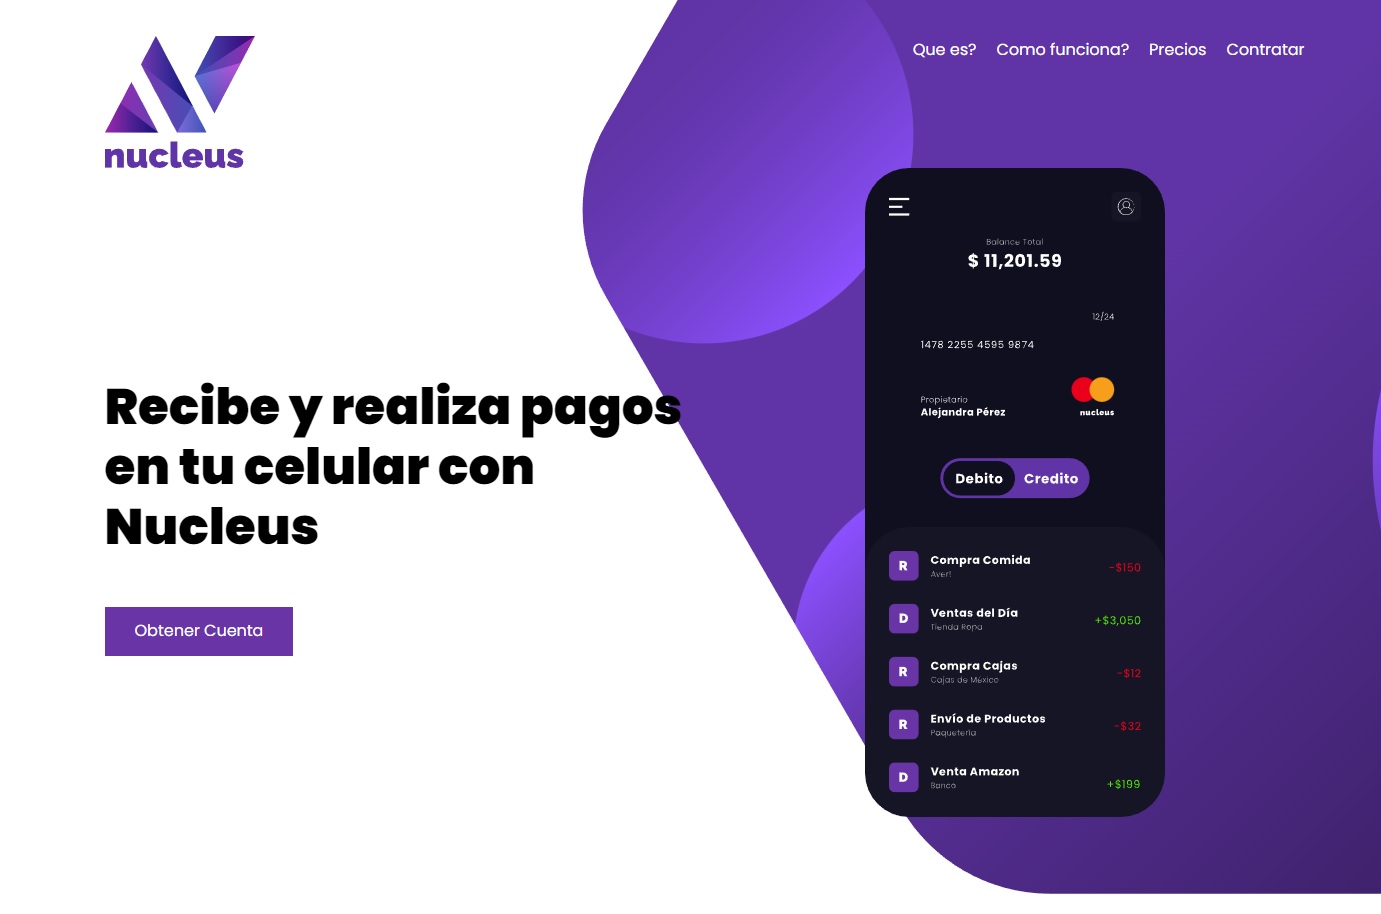 nucleus
Que es? Como funciona? Precios Contratar
Recibe y realiza pagos
en tu celular con
Nucleus
Obtener Cuenta
Balance Total
$ 11,201.59
12/24
1478 2255 4595 9874
Propietario
Alejandra Pérez
nucleus
Debito Credito
R Compra Comida -$150
Avert
D Ventas del Día +$3,050
Tienda Ropa
R Compra Cajas -$12
Cajas de México
R Envío de Productos -$32
Paquetería
D Venta Amazon +$199
Banco